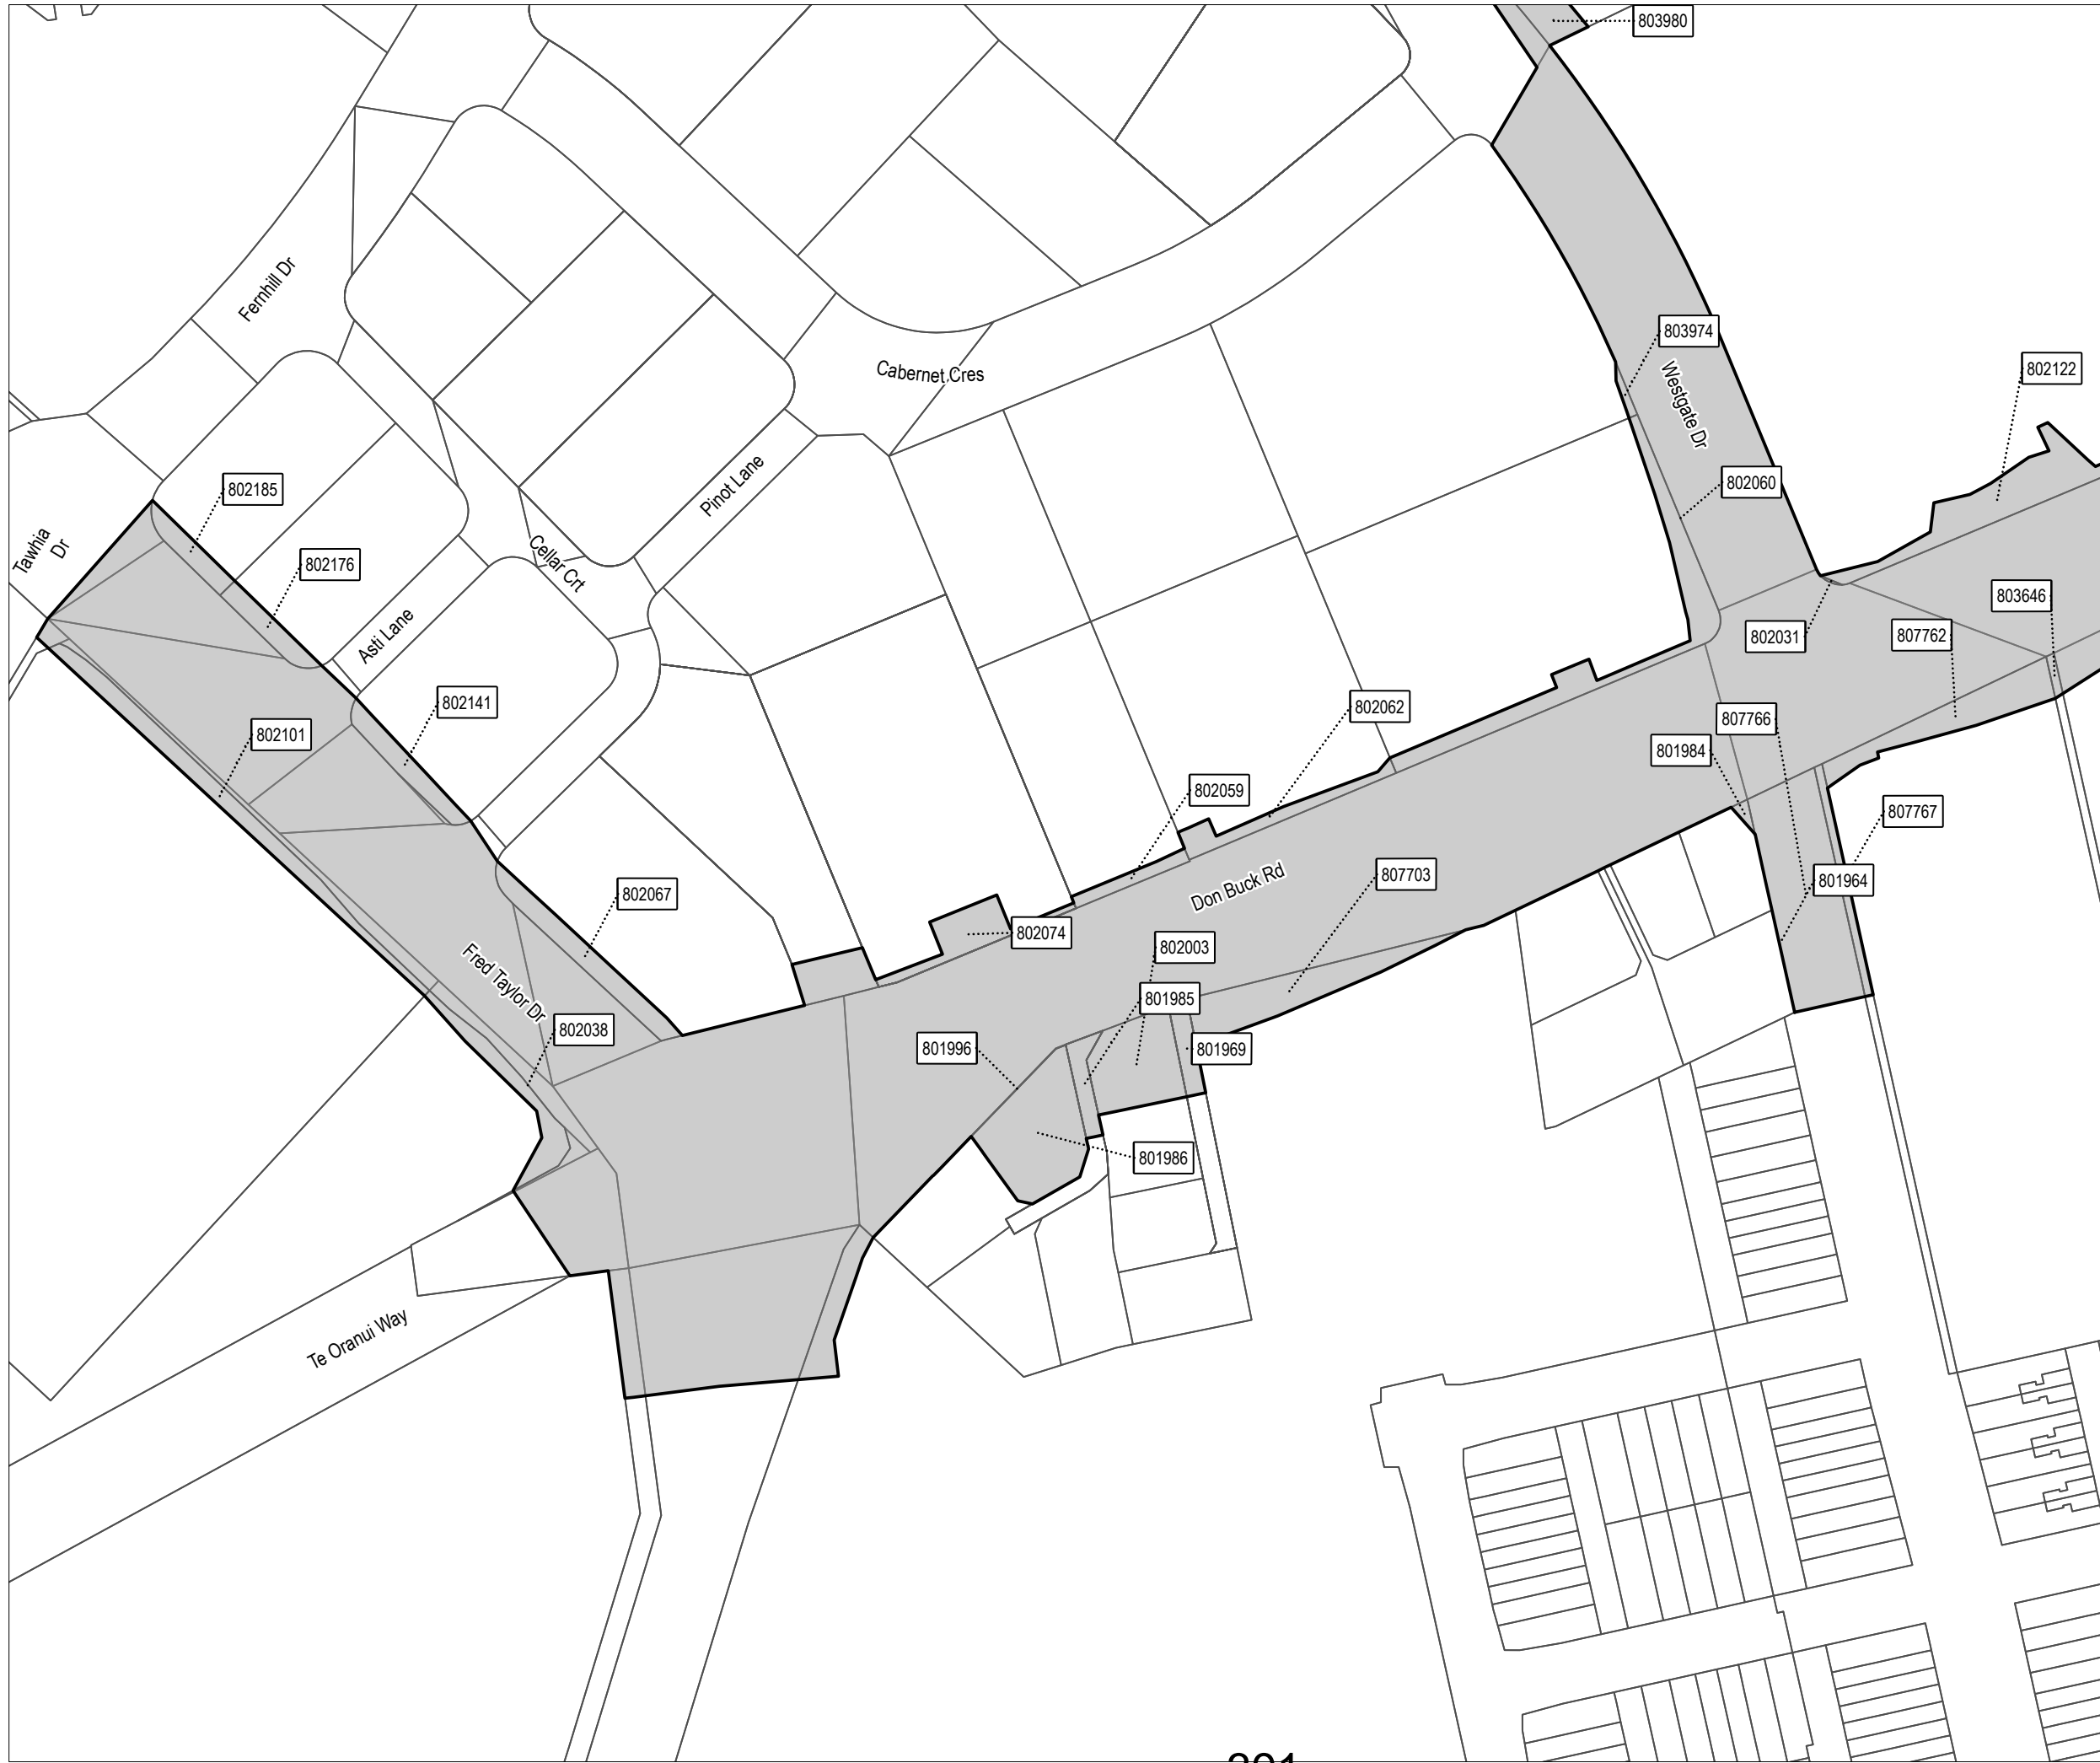 803980
Fernhill Dr
803974
802122
Cabernet Cres
Westgate Dr
802185
Pinot Lane
802060
Tawhia
Dr
802176
Cellar Crt
803646
Asti Lane
802031
807762
802141
802062
807766
802101
801984
802059
807767
Don Buck Rd
807703
801964
802067
802074
802003
Fred Taylor Dr
801985
802038
801996
801969
801986
Te Oranui Way